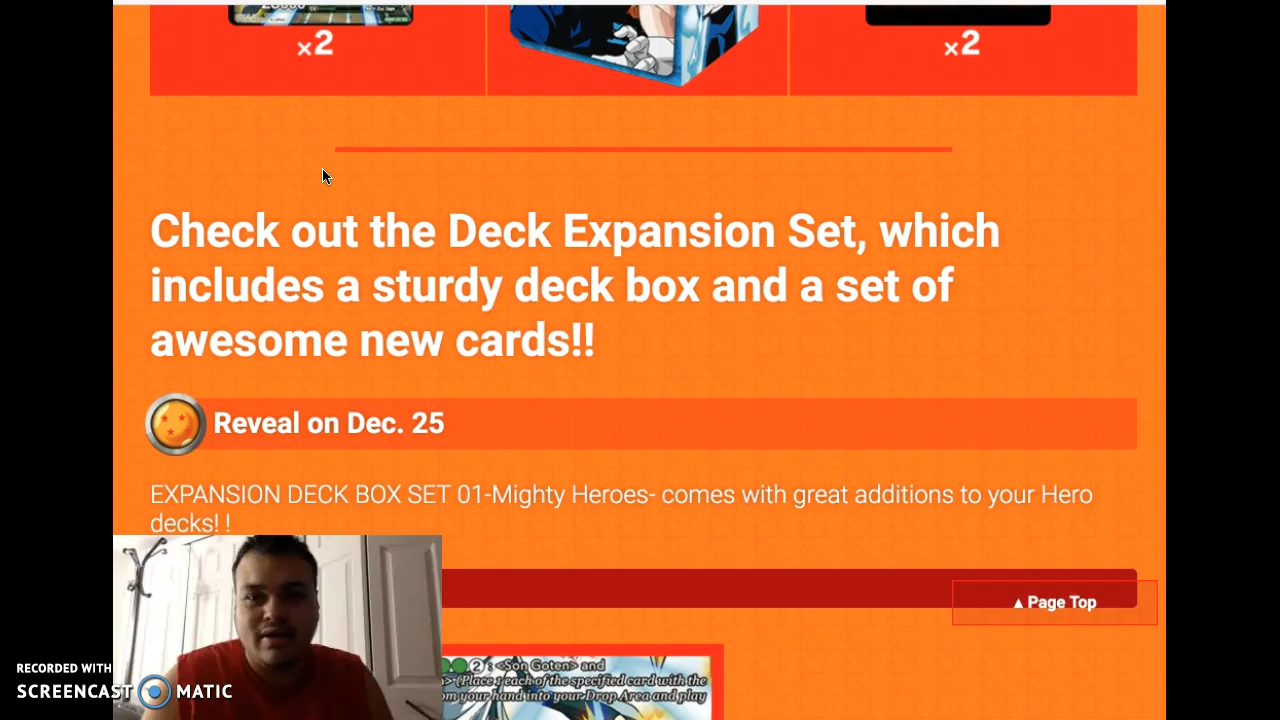 ×2
×2
Check out the Deck Expansion Set, which
includes a sturdy deck box and a set of
awesome new cards!!
Reveal on Dec. 25
EXPANSION DECK BOX SET 01-Mighty Heroes- comes with great additions to your Hero
decks! !
▲Page Top
RECORDED WITH
SCREENCAST MATIC
2 : <Son Goten> and
(Place 1 each of the specified card with the
om your hand into your Drop Area and play